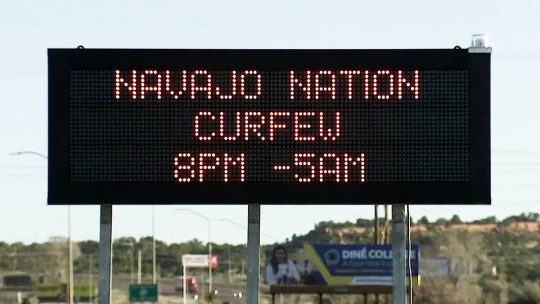 NAVAJO NATION
CURFEW
8PM -5AM
DINÉ COLLEGE